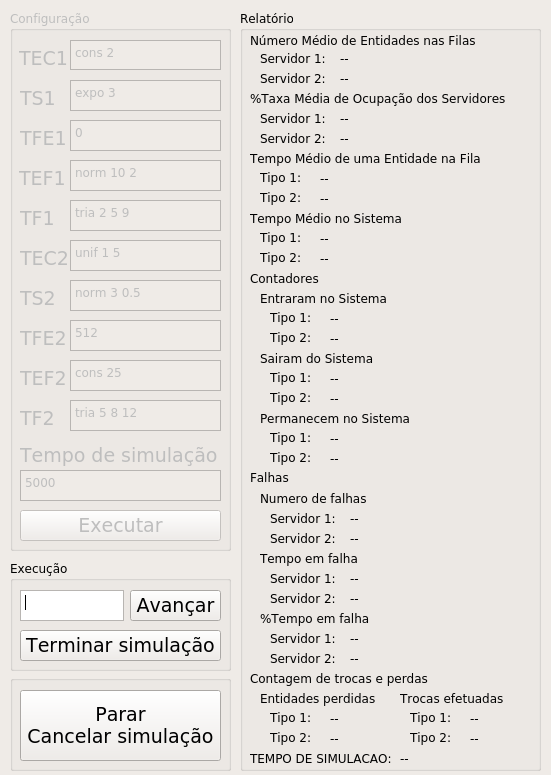 Configuração
TEC1 cons 2
TS1 expo 3
TFE1 0
TEF1 norm 10 2
TF1 tria 2 5 9
TEC2 unif 1 5
TS2 norm 3 0.5
TFE2 512
TEF2 cons 25
TF2 tria 5 8 12
Tempo de simulação
5000
Executar
Execução
Avançar
Terminar simulação
Parar
Cancelar simulação
Relatório
Número Médio de Entidades nas Filas
Servidor 1: --
Servidor 2: --
%Taxa Média de Ocupação dos Servidores
Servidor 1: --
Servidor 2: --
Tempo Médio de uma Entidade na Fila
Tipo 1: --
Tipo 2: --
Tempo Médio no Sistema
Tipo 1: --
Tipo 2: --
Contadores
Entraram no Sistema
Tipo 1: --
Tipo 2: --
Sairam do Sistema
Tipo 1: --
Tipo 2: --
Permanecem no Sistema
Tipo 1: --
Tipo 2: --
Falhas
Numero de falhas
Servidor 1: --
Servidor 2: --
Tempo em falha
Servidor 1: --
Servidor 2: --
%Tempo em falha
Servidor 1: --
Servidor 2: --
Contagem de trocas e perdas
Entidades perdidas Trocas efetuadas
Tipo 1: -- Tipo 1: --
Tipo 2: -- Tipo 2: --
TEMPO DE SIMULACAO: --